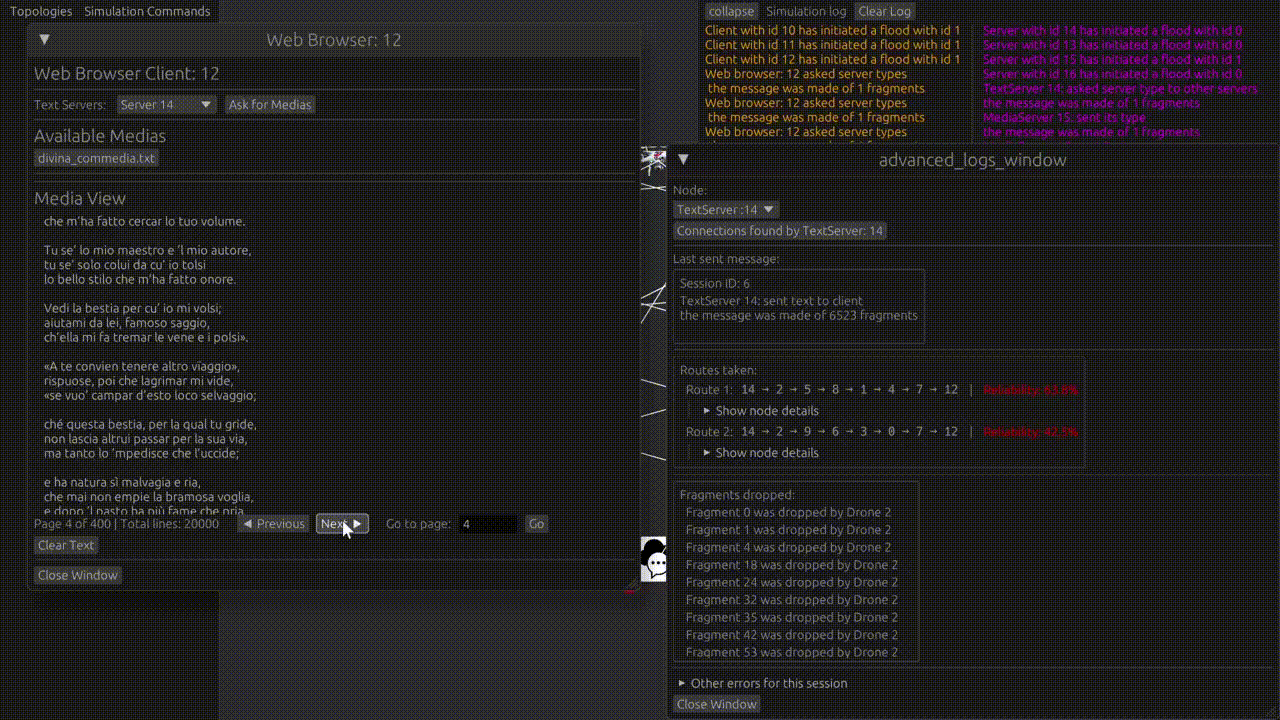 Topologies Simulation Commands
Web Browser: 12
Web Browser Client: 12
Text Servers: Server 14 Ask for Medias
Available Medias
divina_commedia.txt
Media View
che m'ha fatto cercar lo tuo volume.
Tu se' lo mio maestro e 'l mio autore,
tu se' solo colui da cu' io tolsi
lo bello stilo che m'ha fatto onore.
Vedi la bestia per cu' io mi volsi;
aiutami da lei, famoso saggio,
ch'ella mi fa tremar le vene e i polsi».
«A te convien tenere altro vïaggio»,
rispuose, poi che lagrimar mi vide,
«se vuo' campar d'esto loco selvaggio;
ché questa bestia, per la qual tu gride,
non lascia altrui passar per la sua via,
ma tanto lo 'mpedisce che l'uccide;
e ha natura sì malvagia e ria,
che mai non empie la bramosa voglia,
e dopo 'l pasto ha più fame che pria.
Page 4 of 400 | Total lines: 20000 ◀ Previous Next ▶ Go to page: 4 Go
Clear Text
Close Window
collapse Simulation log Clear Log
Client with id 10 has initiated a flood with id 1
Client with id 11 has initiated a flood with id 1
Client with id 12 has initiated a flood with id 1
Web browser: 12 asked server types
the message was made of 1 fragments
Web browser: 12 asked server types
the message was made of 1 fragments
Web browser: 12 asked server types
Server with id 14 has initiated a flood with id 0
Server with id 13 has initiated a flood with id 0
Server with id 15 has initiated a flood with id 1
Server with id 16 has initiated a flood with id 0
TextServer 14: asked server type to other servers
the message was made of 1 fragments
MediaServer 15, sent its type
the message was made of 1 fragments
advanced_logs_window
Node:
TextServer :14
Connections found by TextServer: 14
Last sent message:
Session ID: 6
TextServer 14: sent text to client
the message was made of 6523 fragments
Routes taken:
Route 1: 14 → 2 → 5 → 8 → 1 → 4 → 7 → 12 | Reliability: 63.6%
Show node details
Route 2: 14 → 2 → 9 → 6 → 3 → 0 → 7 → 12 | Reliability: 42.5%
Show node details
Fragments dropped:
Fragment 0 was dropped by Drone 2
Fragment 1 was dropped by Drone 2
Fragment 4 was dropped by Drone 2
Fragment 18 was dropped by Drone 2
Fragment 24 was dropped by Drone 2
Fragment 32 was dropped by Drone 2
Fragment 35 was dropped by Drone 2
Fragment 42 was dropped by Drone 2
Fragment 53 was dropped by Drone 2
Other errors for this session
Close Window